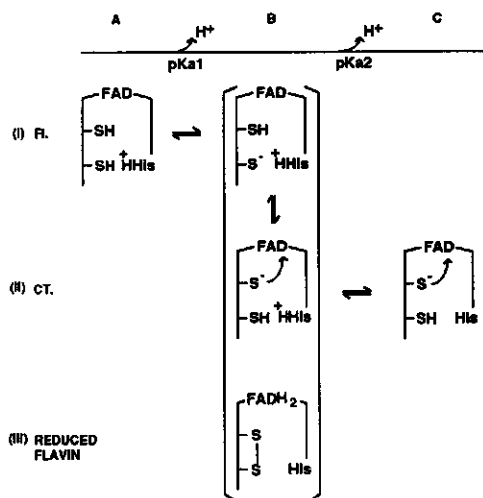 A B C
H+ H+
pKa1 pKa2
FAD FAD
(i) Fl. SH SH
SH +HHis S- +HHis
FAD FAD
(ii) CT. S- S-
SH +HHis SH His
FADH2
(iii) REDUCED FLAVIN S
S His